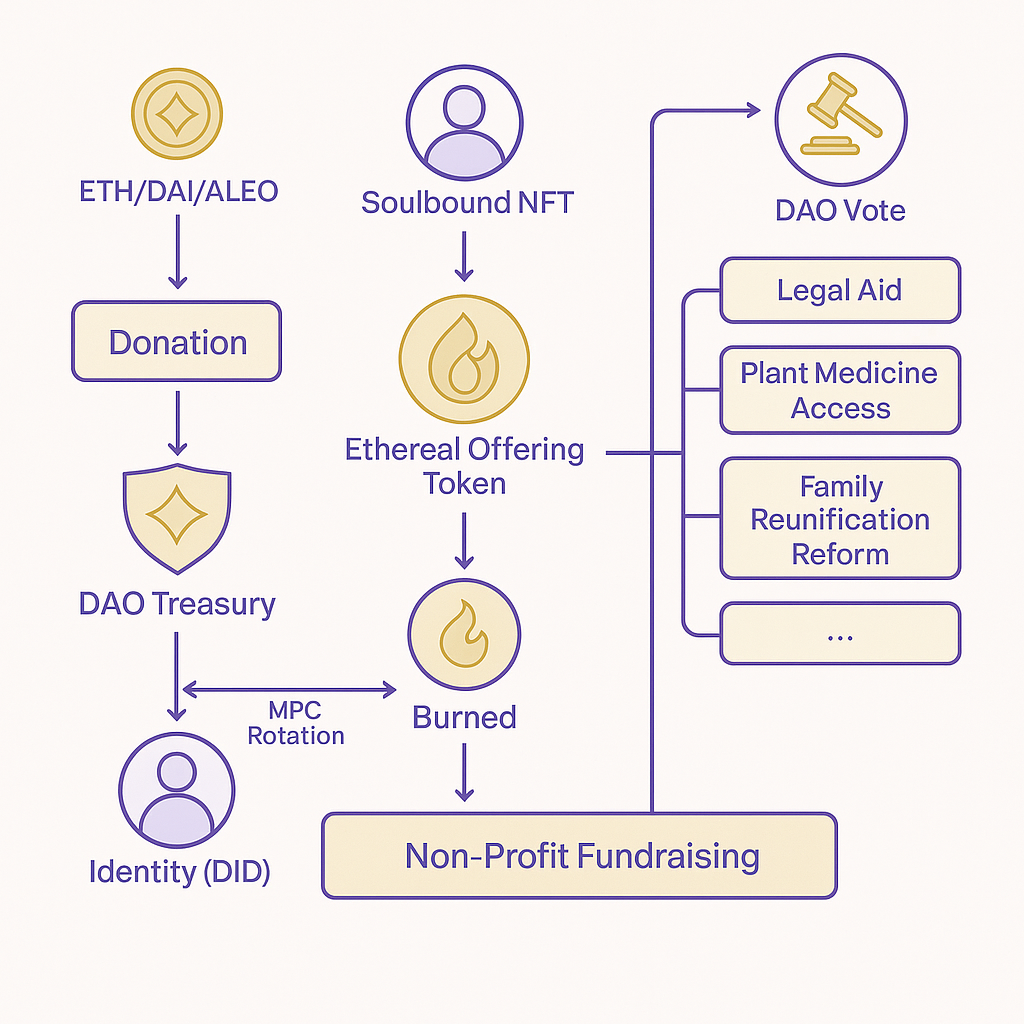 ETH/DAI/ALEO
Donation
DAO Treasury
MPC
Rotation
Identity (DID)
Soulbound NFT
Ethereal Offering
Token
Burned
Non-Profit Fundraising
DAO Vote
Legal Aid
Plant Medicine
Access
Family
Reunification
Reform
...